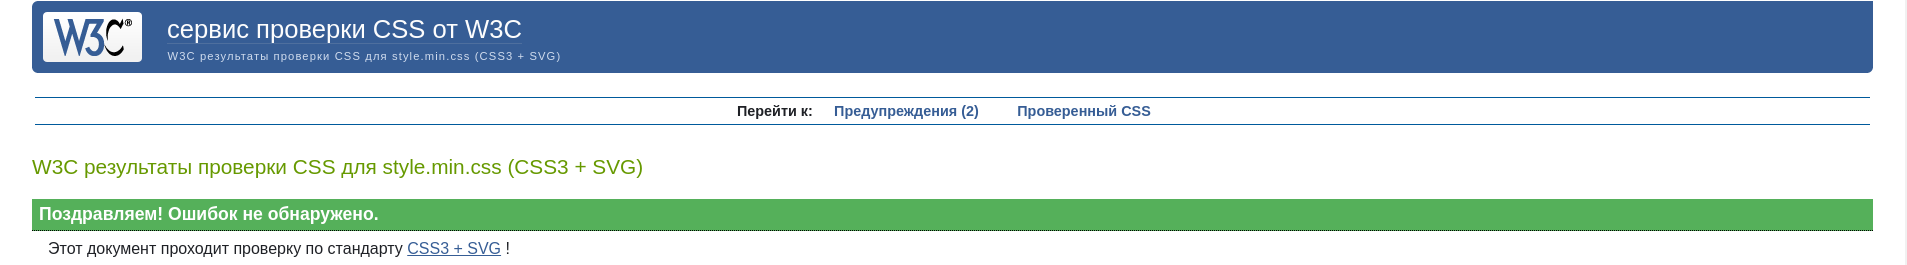 W3C®
сервис проверки CSS от W3C
W3C результаты проверки CSS для style.min.css (CSS3 + SVG)
Перейти к: Предупреждения (2) Проверенный CSS
W3C результаты проверки CSS для style.min.css (CSS3 + SVG)
Поздравляем! Ошибок не обнаружено.
Этот документ проходит проверку по стандарту CSS3 + SVG !